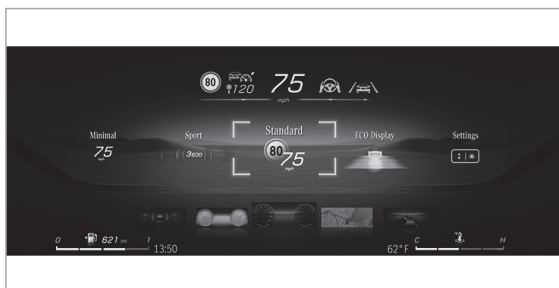 80 120 75 mph
Minimal Sport Standard ECO Display Settings
75 mph 3800 80 75 mph
0 621 mi 1 13:50 62°F C H